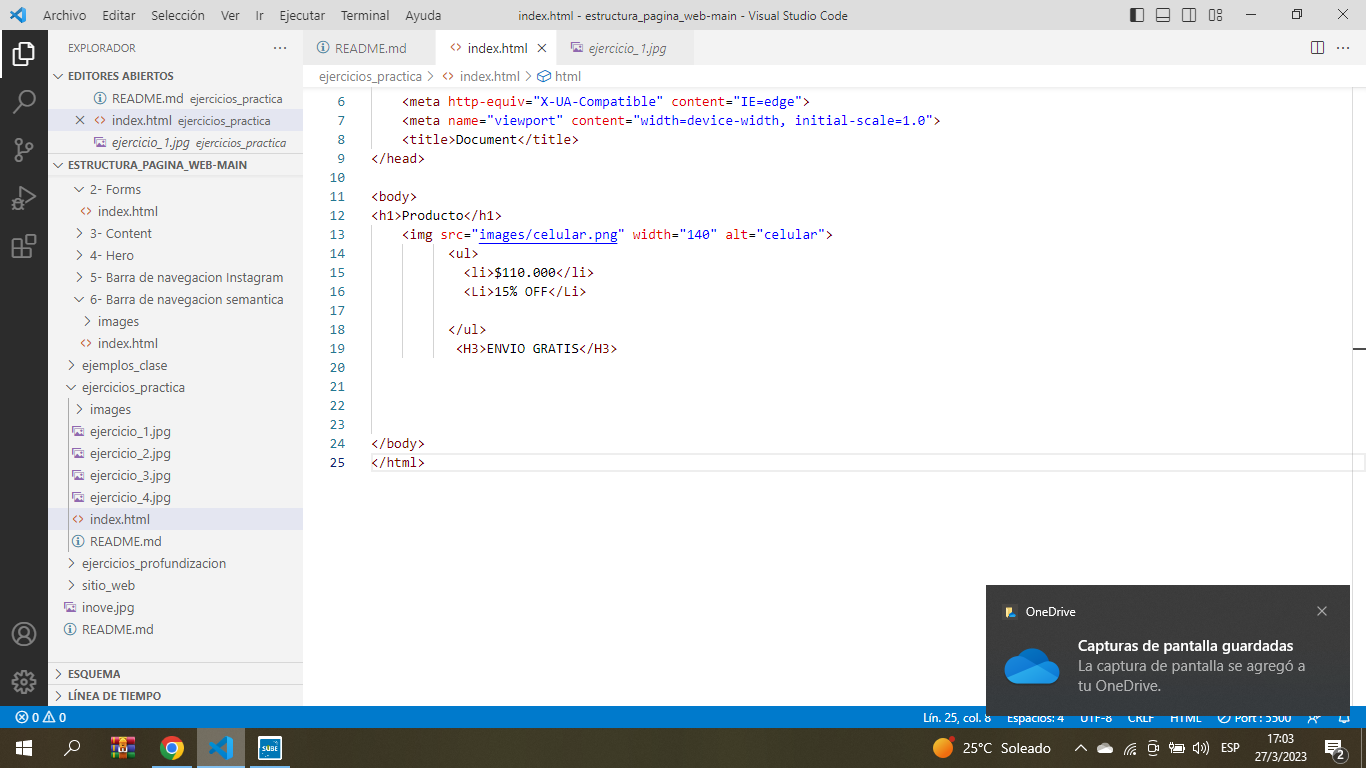 Archivo Editar Selección Ver Ir Ejecutar Terminal Ayuda index.html - estructura_pagina_web-main - Visual Studio Code
EXPLORADOR
EDITORES ABIERTOS
README.md ejercicios_practica
index.html ejercicios_practica
ejercicio_1.jpg ejercicios_practica
ESTRUCTURA_PAGINA_WEB-MAIN
2- Forms
index.html
3- Content
4- Hero
5- Barra de navegacion Instagram
6- Barra de navegacion semantica
images
index.html
ejemplos_clase
ejercicios_practica
images
ejercicio_1.jpg
ejercicio_2.jpg
ejercicio_3.jpg
ejercicio_4.jpg
index.html
README.md
ejercicios_profundizacion
sitio_web
inove.jpg
README.md
ESQUEMA
LÍNEA DE TIEMPO
README.md index.html ejercicio_1.jpg
ejercicios_practica > index.html > html
6 <meta http-equiv="X-UA-Compatible" content="IE=edge">
7 <meta name="viewport" content="width=device-width, initial-scale=1.0">
8 <title>Document</title>
9 </head>
10
11 <body>
12 <h1>Producto</h1>
13 <img src="images/celular.png" width="140" alt="celular">
14 <ul>
15 <li>$110.000</li>
16 <Li>15% OFF</Li>
17
18 </ul>
19 <H3>ENVIO GRATIS</H3>
20
21
22
23
24 </body>
25 </html>
OneDrive
Capturas de pantalla guardadas
La captura de pantalla se agregó a
tu OneDrive.
0 0 Lín. 25, col. 8 Espacios: 4 UTF-8 CRLF HTML Port : 5500
SUBE
25°C Soleado ESP 17:03
27/3/2023
2